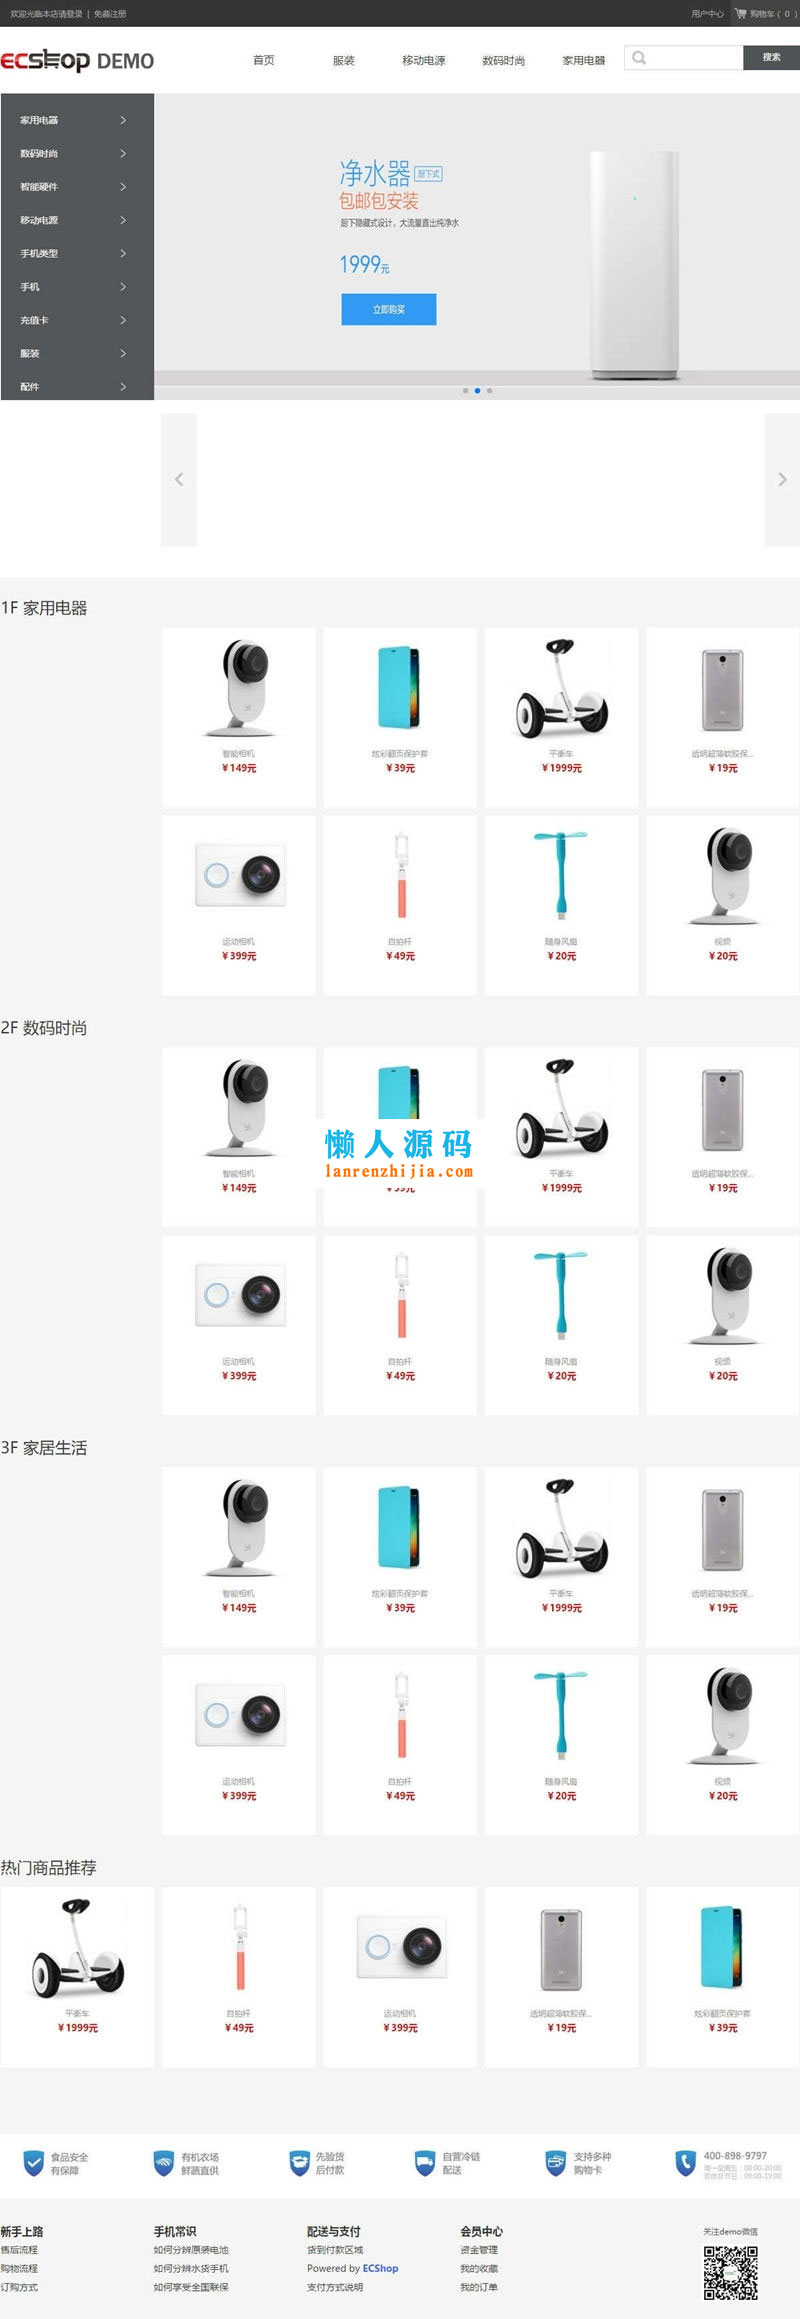 欢迎光临本店请登录 | 免费注册
用户中心 购物车 ( 0 )
ECSHOP DEMO
首页 服装 移动电源 数码时尚 家用电器
搜索
家用电器
数码时尚
智能硬件
移动电源
手机类型
手机
充值卡
服装
配件
净水器 厨下式
包邮包安装
厨下隐藏式设计，大流量直出纯净水
1999元
立即购买
1F 家用电器
智能相机 炫彩翻页保护套 平衡车 透明超薄软胶保...
¥149元 ¥39元 ¥1999元 ¥19元
运动相机 自拍杆 随身风扇 视频
¥399元 ¥49元 ¥20元 ¥20元
2F 数码时尚
懒人源码
lanrenzhijia.com
智能相机 平衡车 透明超薄软胶保...
¥149元 ¥39元 ¥1999元 ¥19元
运动相机 自拍杆 随身风扇 视频
¥399元 ¥49元 ¥20元 ¥20元
3F 家居生活
智能相机 炫彩翻页保护套 平衡车 透明超薄软胶保...
¥149元 ¥39元 ¥1999元 ¥19元
运动相机 自拍杆 随身风扇 视频
¥399元 ¥49元 ¥20元 ¥20元
热门商品推荐
平衡车 自拍杆 运动相机 透明超薄软胶保... 炫彩翻页保护套
¥1999元 ¥49元 ¥399元 ¥19元 ¥39元
食品安全 有机农场 先验货 自营冷链 支持多种 400-898-9797
有保障 鲜蔬直供 后付款 配送 购物卡 周一至周五：08:00-20:00
09:00-19:00
新手上路 手机常识 配送与支付 会员中心 关注demo微信
售后流程 如何分辨原装电池 货到付款区域 资金管理
购物流程 如何分辨水货手机 Powered by ECShop 我的收藏
订购方式 如何享受全国联保 支付方式说明 我的订单